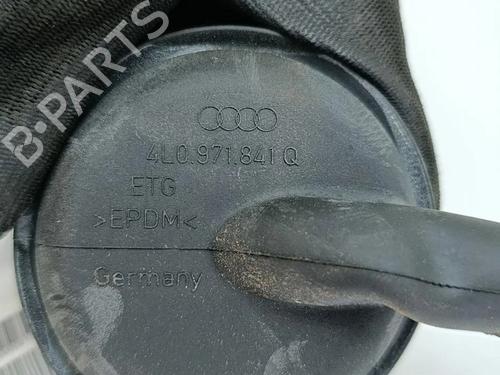 B-PARTS
4L0.971.841 Q
ETG
>EPDM<
Germany